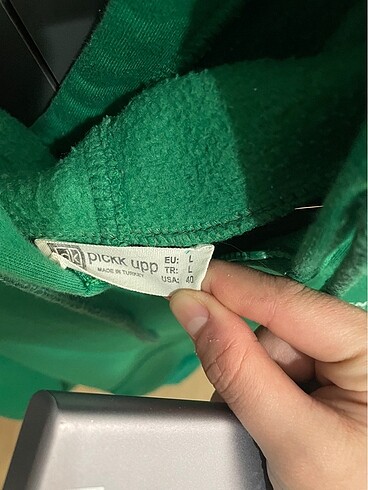 pickk upp
MADE IN TURKEY
EU: L
TR: L
USA: 40